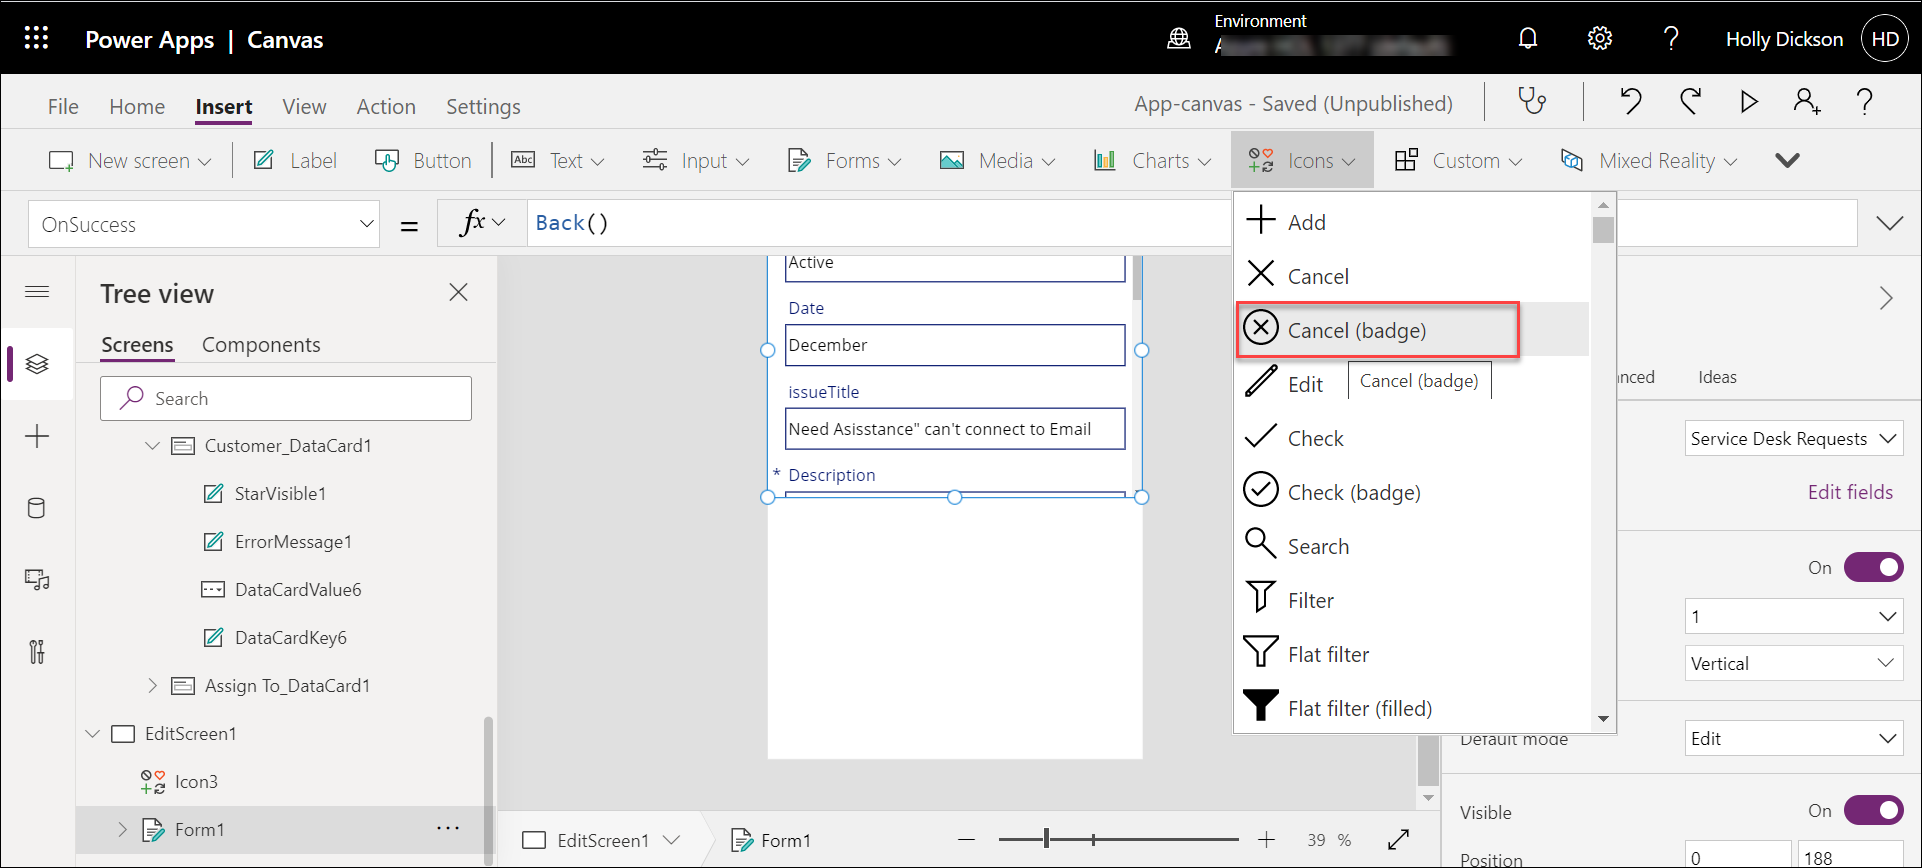 Power Apps | Canvas
Environment
Holly Dickson
HD
File Home Insert View Action Settings
App-canvas - Saved (Unpublished)
New screen Label Button Abc Text Input Forms Media Charts Icons Custom Mixed Reality
OnSuccess = fx Back()
Tree view
Screens Components
Search
Customer_DataCard1
StarVisible1
ErrorMessage1
DataCardValue6
DataCardKey6
Assign To_DataCard1
EditScreen1
Icon3
Form1 ...
Active
Date
December
issueTitle
Need Asisstance" can't connect to Email
* Description
Add
Cancel
Cancel (badge)
Edit
Cancel (badge)
Check
Check (badge)
Search
Filter
Flat filter
Flat filter (filled)
nced Ideas
Service Desk Requests
Edit fields
On
1
Vertical
Default mode Edit
Visible On
Position 0 188
EditScreen1 Form1 39 %